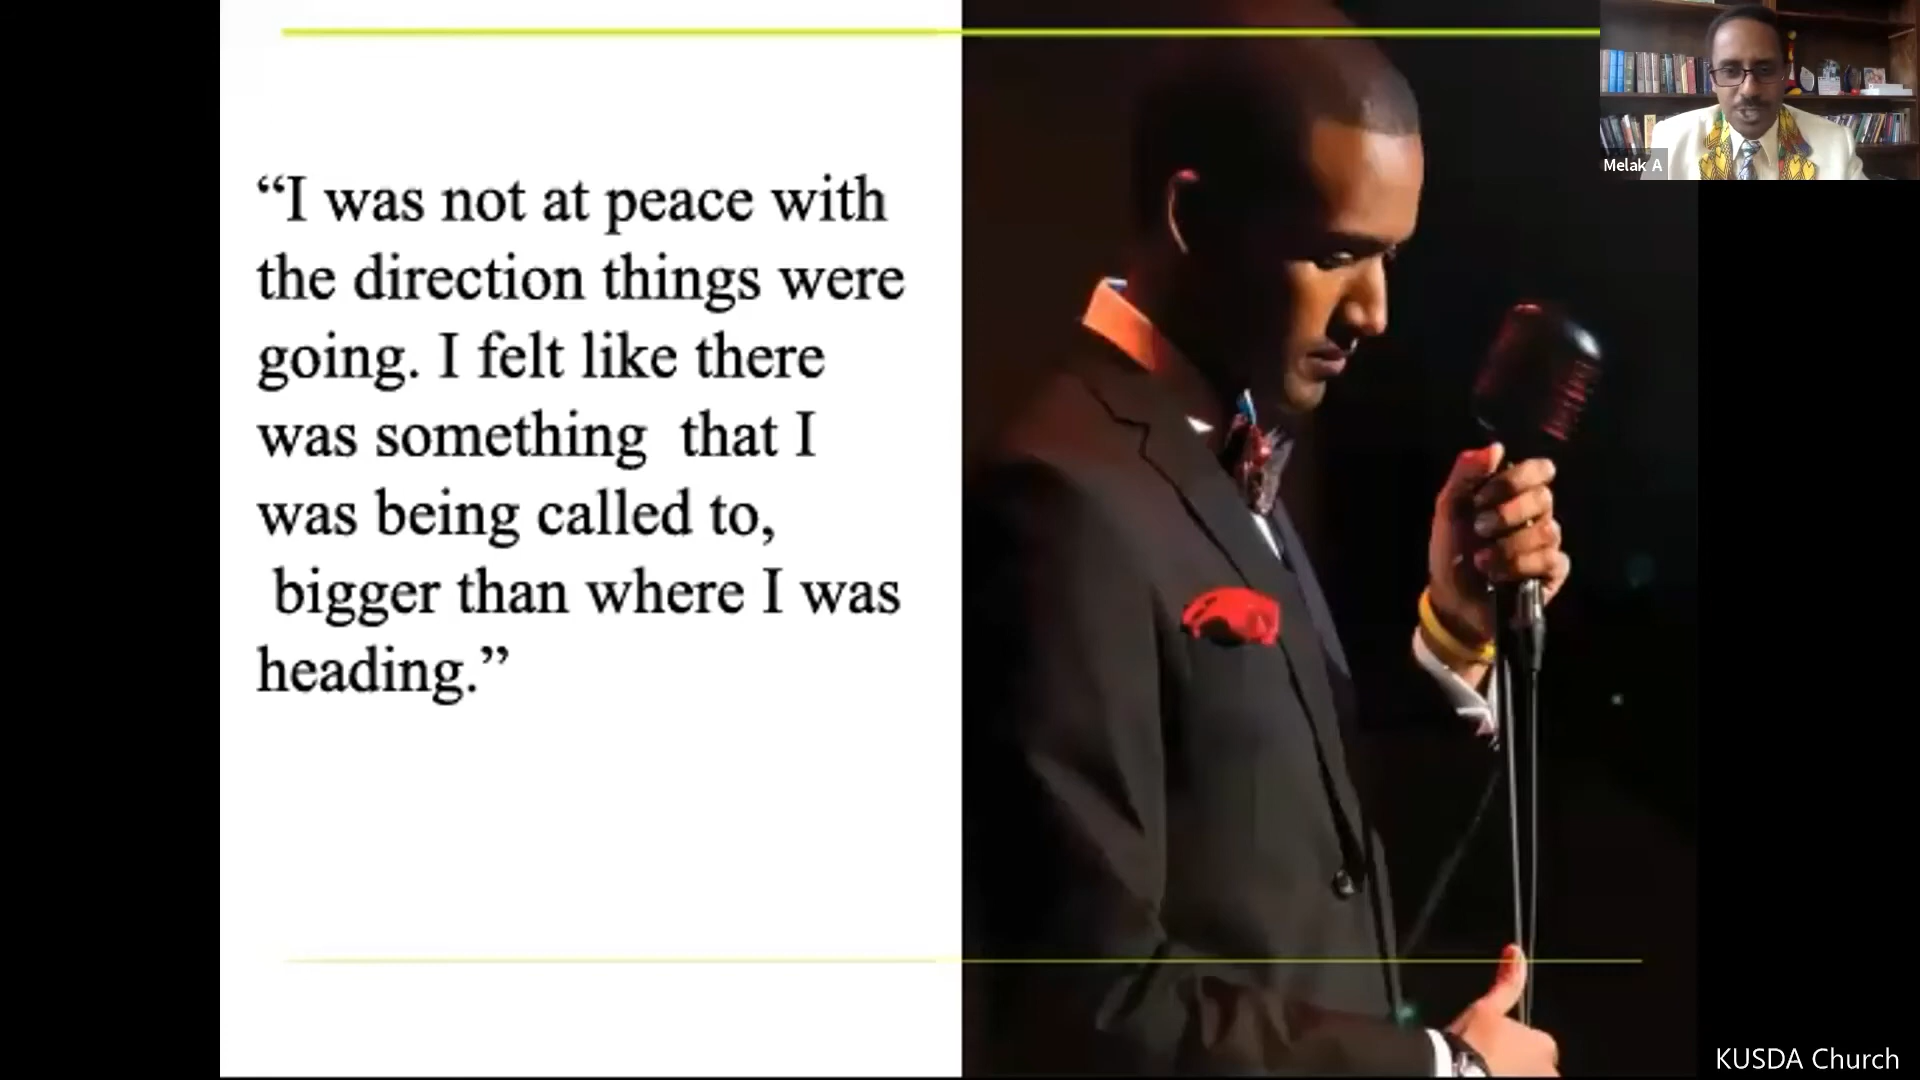 “I was not at peace with
the direction things were
going. I felt like there
was something  that I
was being called to,
bigger than where I was
heading.”
Melak A
KUSDA Church